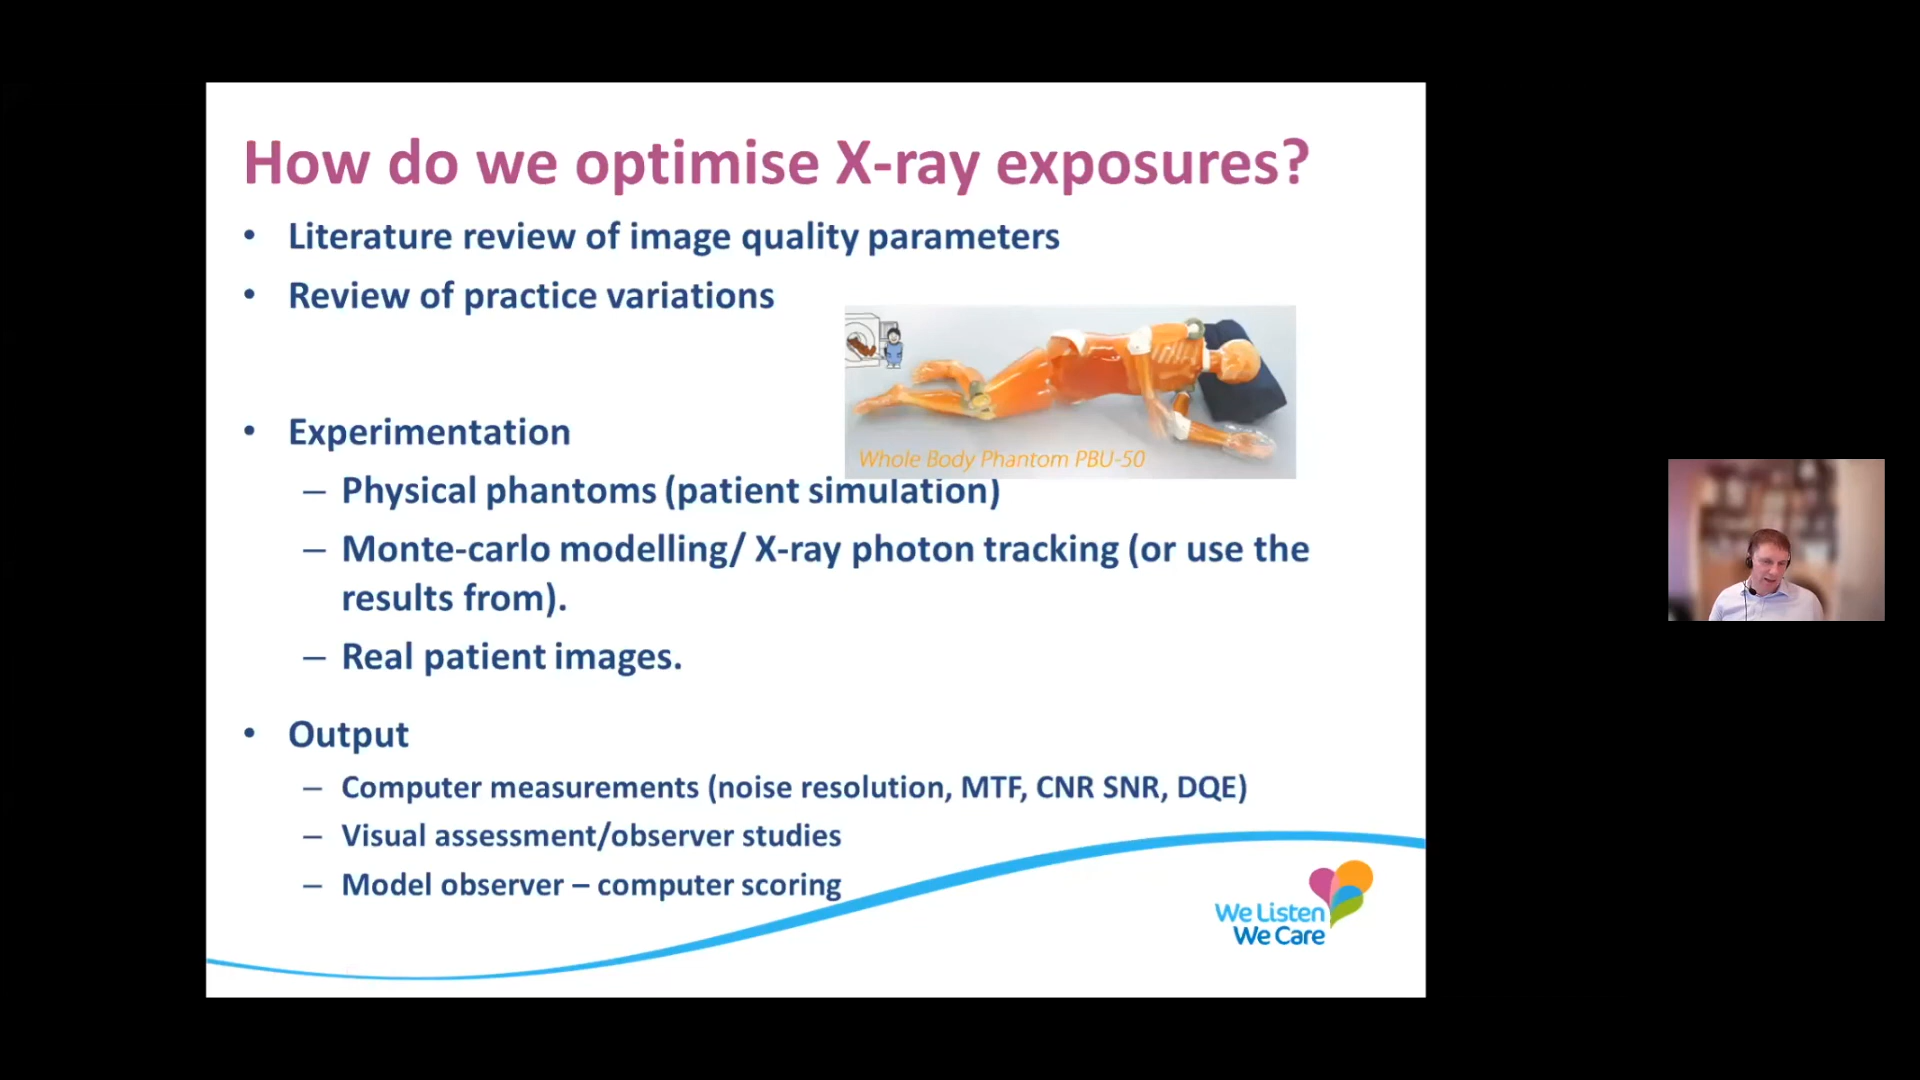 How do we optimise X-ray exposures?
• Literature review of image quality parameters
• Review of practice variations
Whole Body Phantom PBU-50
• Experimentation
– Physical phantoms (patient simulation)
– Monte-carlo modelling/ X-ray photon tracking (or use the
results from).
– Real patient images.
• Output
– Computer measurements (noise resolution, MTF, CNR SNR, DQE)
– Visual assessment/observer studies
– Model observer – computer scoring
We Listen
We Care